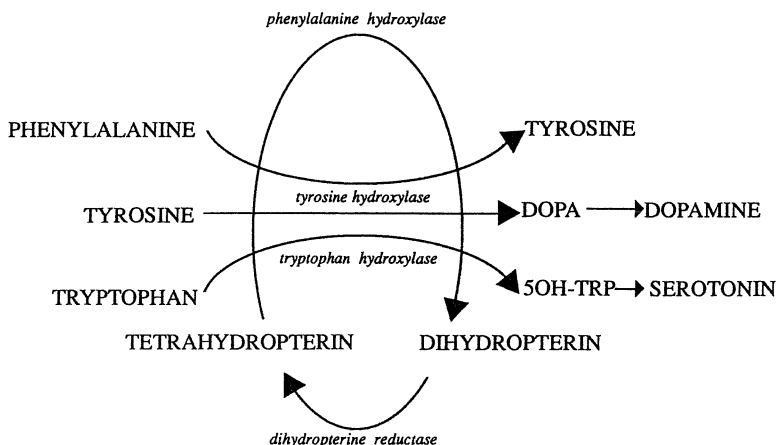 phenylalanine hydroxylase
PHENYLALANINE TYROSINE
tyrosine hydroxylase
TYROSINE DOPA DOPAMINE
tryptophan hydroxylase
TRYPTOPHAN 5OH-TRP SEROTONIN
TETRAHYDROPTERIN DIHYDROPTERIN
dihydropterine reductase